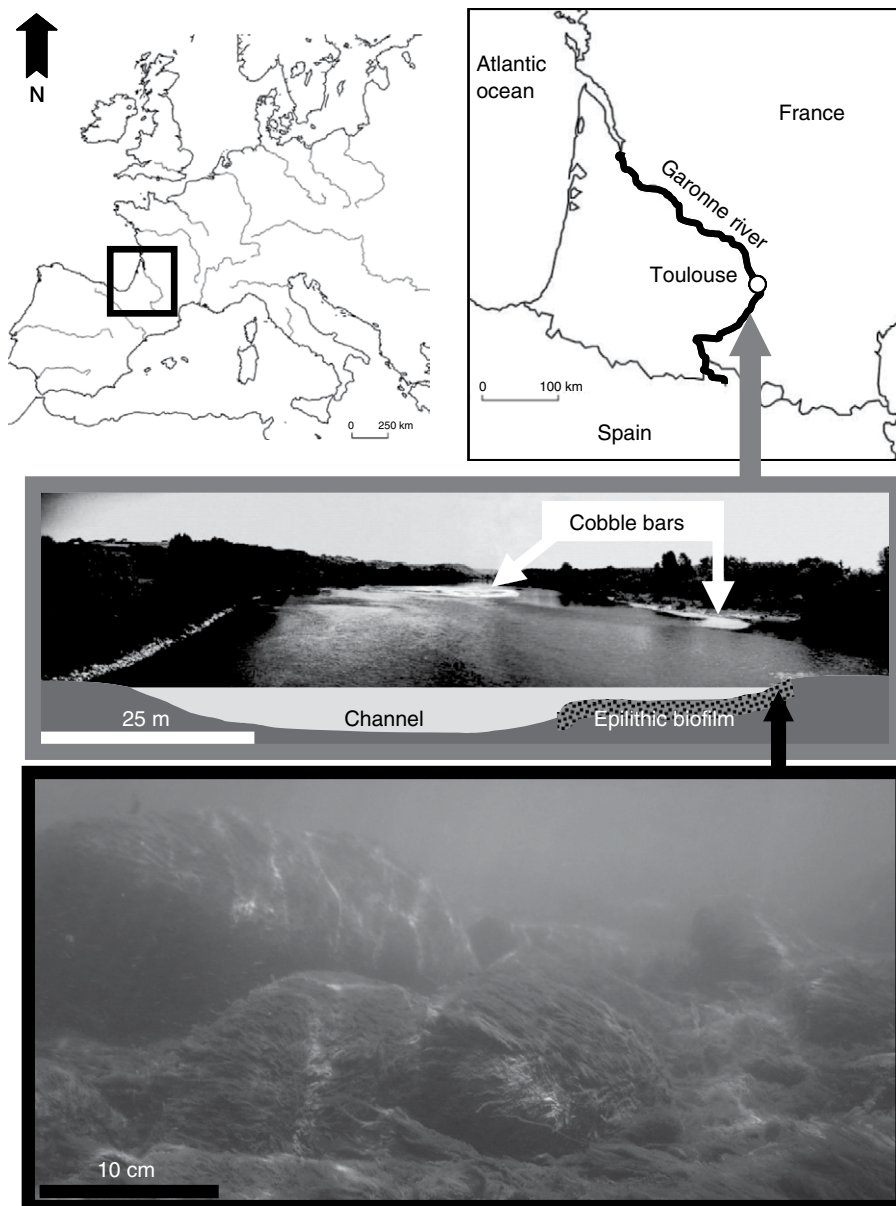 N
0 250 km
Atlantic
ocean
France
Garonne river
Toulouse
0 100 km
Spain
Cobble bars
25 m
Channel
Epilithic biofilm
10 cm